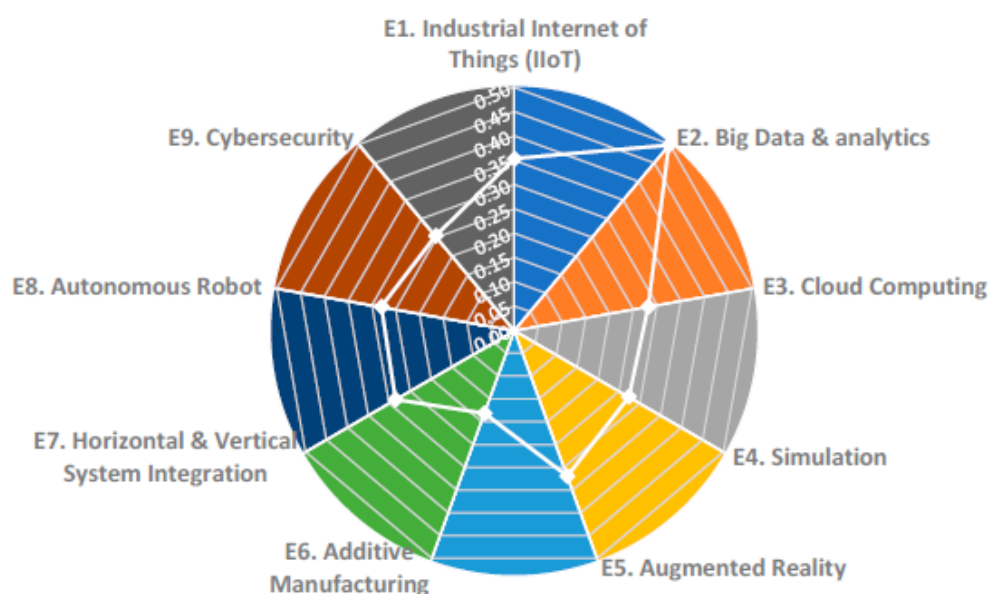 E1. Industrial Internet of
Things (IIoT)
0.50
0.45
0.40
0.35
0.30
0.25
0.20
0.15
0.10
0.05
0.00
E9. Cybersecurity
E2. Big Data & analytics
E8. Autonomous Robot
E3. Cloud Computing
E7. Horizontal & Vertical
System Integration
E4. Simulation
E6. Additive
Manufacturing
E5. Augmented Reality